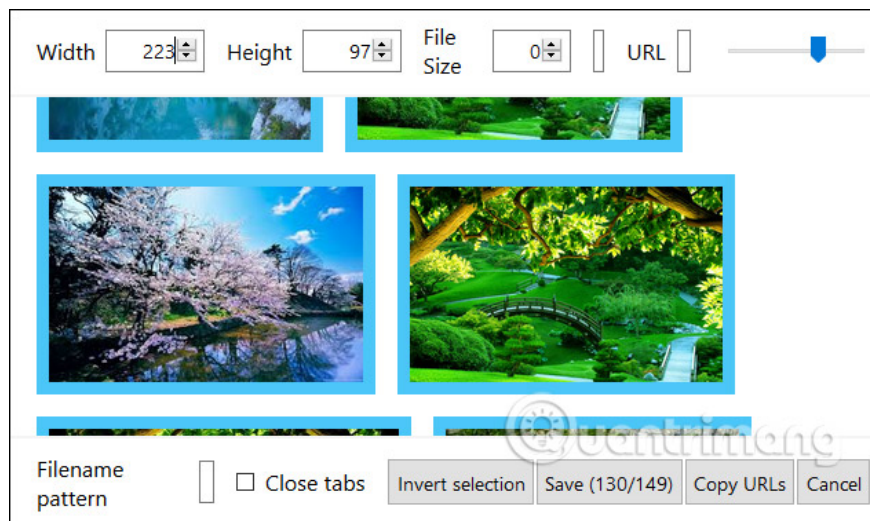 Width 223 Height 97 File Size 0 URL
Filename pattern Close tabs Invert selection Save (130/149) Copy URLs Cancel
Quantrimang